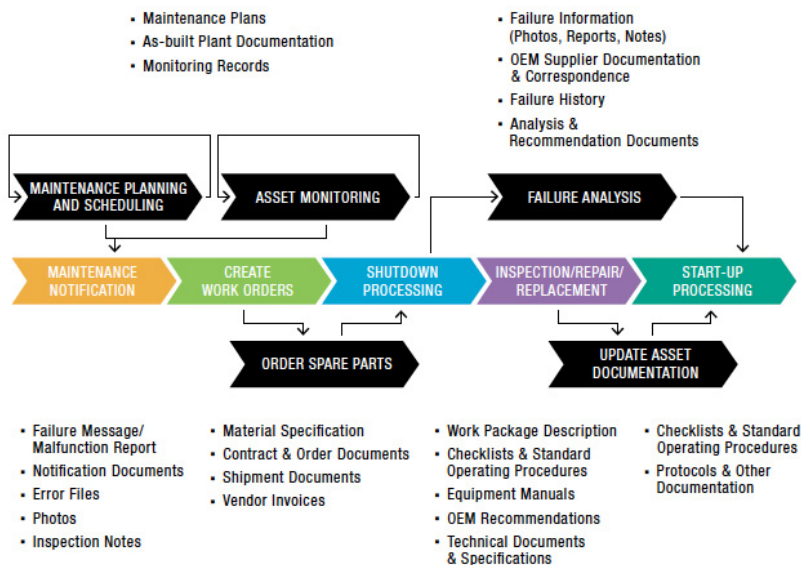 ▪ Maintenance Plans
▪ As-built Plant Documentation
▪ Monitoring Records
▪ Failure Information
(Photos, Reports, Notes)
▪ OEM Supplier Documentation
& Correspondence
▪ Failure History
▪ Analysis &
Recommendation Documents
MAINTENANCE PLANNING
AND SCHEDULING
ASSET MONITORING
FAILURE ANALYSIS
MAINTENANCE
NOTIFICATION
CREATE
WORK ORDERS
SHUTDOWN
PROCESSING
INSPECTION/REPAIR/
REPLACEMENT
START-UP
PROCESSING
ORDER SPARE PARTS
UPDATE ASSET
DOCUMENTATION
▪ Failure Message/
Malfunction Report
▪ Notification Documents
▪ Error Files
▪ Photos
▪ Inspection Notes
▪ Material Specification
▪ Contract & Order Documents
▪ Shipment Documents
▪ Vendor Invoices
▪ Work Package Description
▪ Checklists & Standard
Operating Procedures
▪ Equipment Manuals
▪ OEM Recommendations
▪ Technical Documents
& Specifications
▪ Checklists & Standard
Operating Procedures
▪ Protocols & Other
Documentation